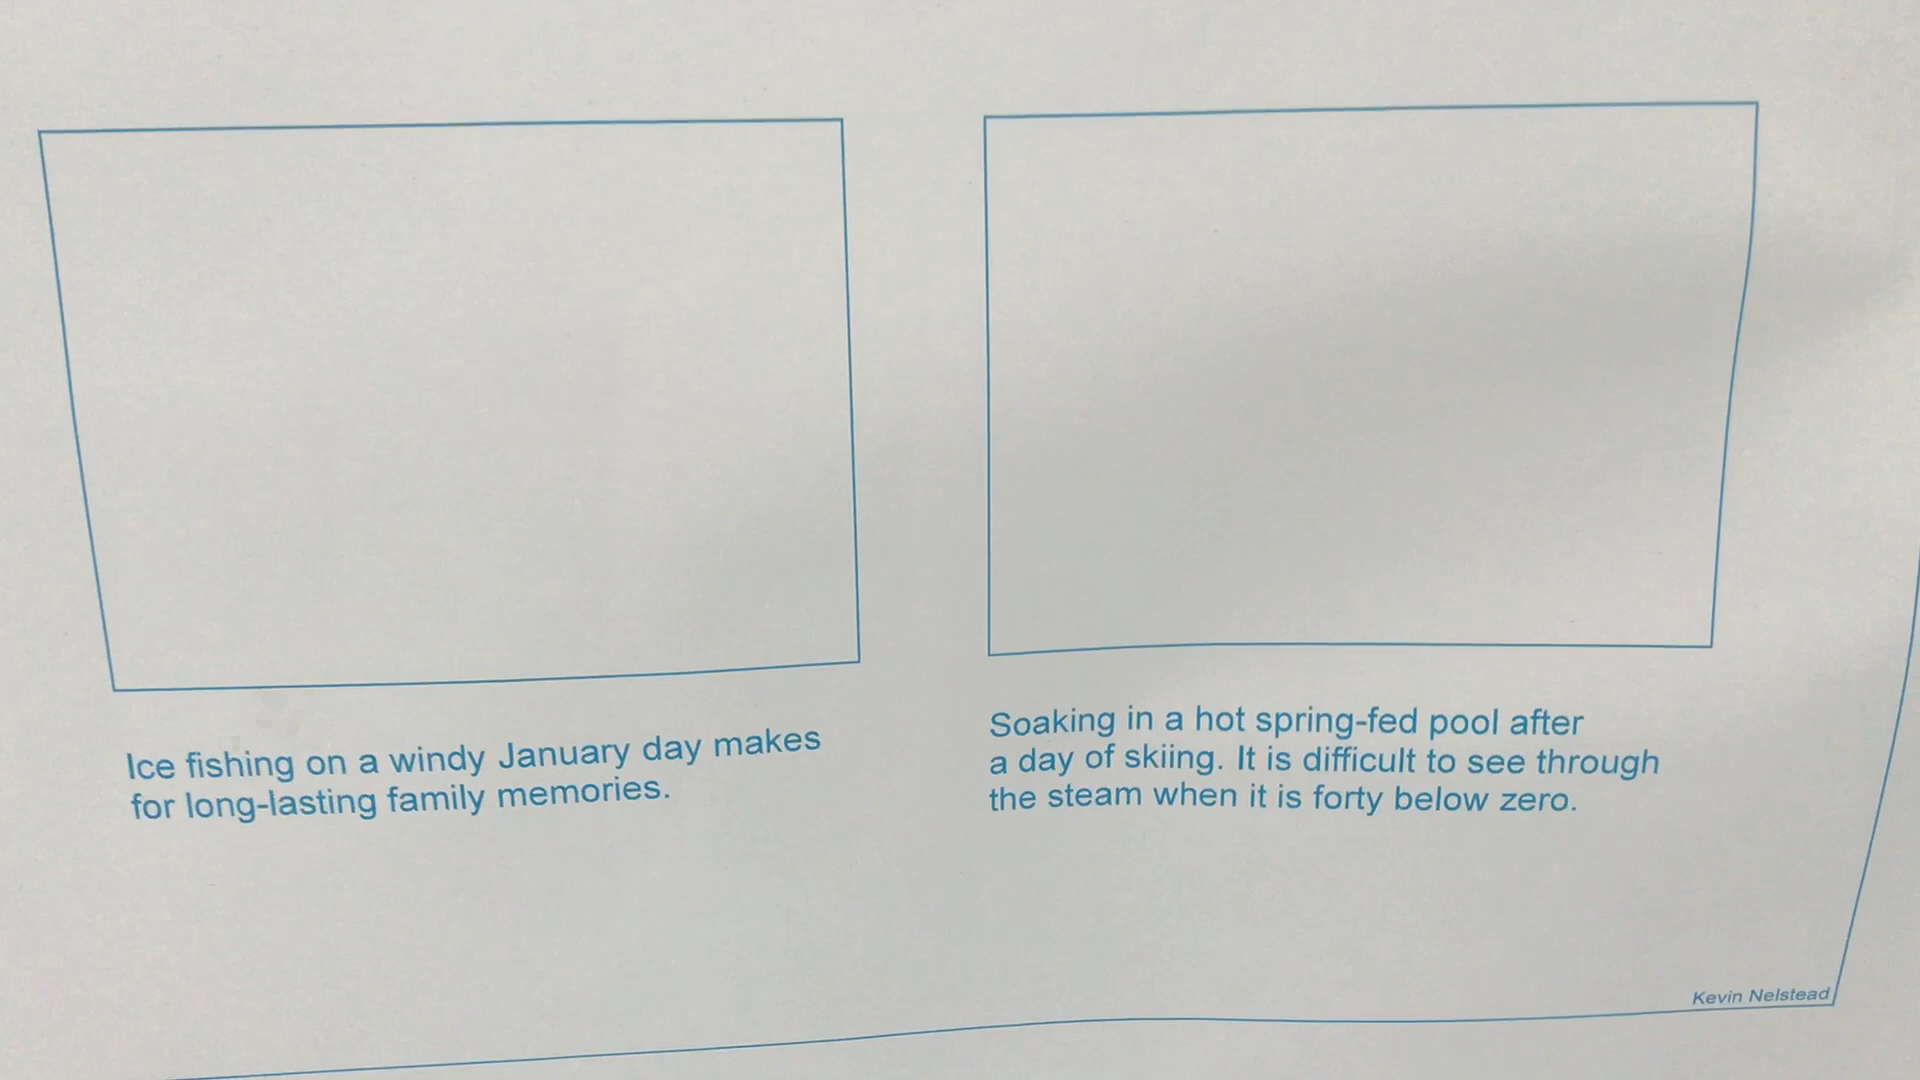 Ice fishing on a windy January day makes
for long-lasting family memories.
Soaking in a hot spring-fed pool after
a day of skiing. It is difficult to see through
the steam when it is forty below zero.
Kevin Nelstead